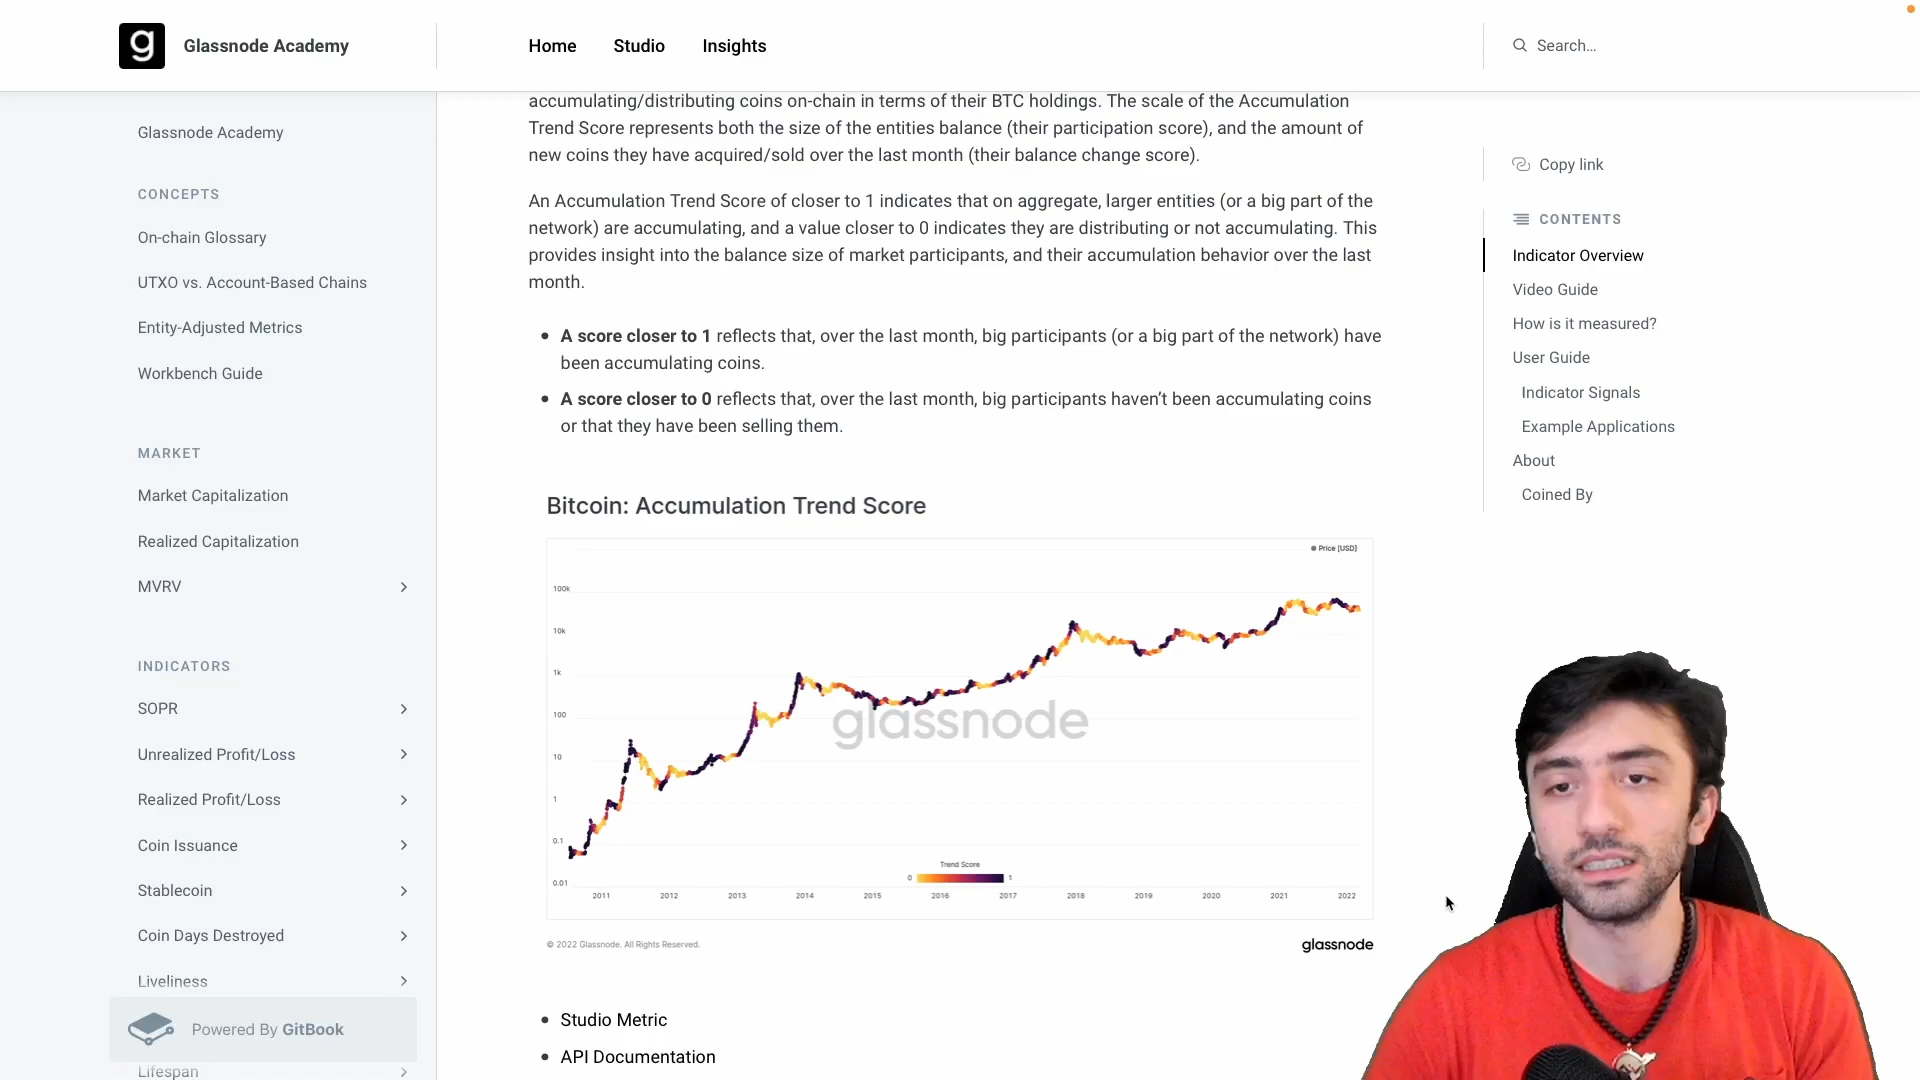 g Glassnode Academy
Home Studio Insights
Search...
Glassnode Academy
CONCEPTS
On-chain Glossary
UTXO vs. Account-Based Chains
Entity-Adjusted Metrics
Workbench Guide
MARKET
Market Capitalization
Realized Capitalization
MVRV
INDICATORS
SOPR
Unrealized Profit/Loss
Realized Profit/Loss
Coin Issuance
Stablecoin
Coin Days Destroyed
Liveliness
Powered By GitBook
Lifespan
accumulating/distributing coins on-chain in terms of their BTC holdings. The scale of the Accumulation
Trend Score represents both the size of the entities balance (their participation score), and the amount of
new coins they have acquired/sold over the last month (their balance change score).
An Accumulation Trend Score of closer to 1 indicates that on aggregate, larger entities (or a big part of the
network) are accumulating, and a value closer to 0 indicates they are distributing or not accumulating. This
provides insight into the balance size of market participants, and their accumulation behavior over the last
month.
• A score closer to 1 reflects that, over the last month, big participants (or a big part of the network) have
been accumulating coins.
• A score closer to 0 reflects that, over the last month, big participants haven’t been accumulating coins
or that they have been selling them.
Bitcoin: Accumulation Trend Score
Price [USD]
100k
10k
1k
100
10
1
0.1
0.01
glassnode
Trend Score
0 1
2011 2012 2013 2014 2015 2016 2017 2018 2019 2020 2021 2022
© 2022 Glassnode. All Rights Reserved.
glassnode
• Studio Metric
• API Documentation
Copy link
CONTENTS
Indicator Overview
Video Guide
How is it measured?
User Guide
Indicator Signals
Example Applications
About
Coined By